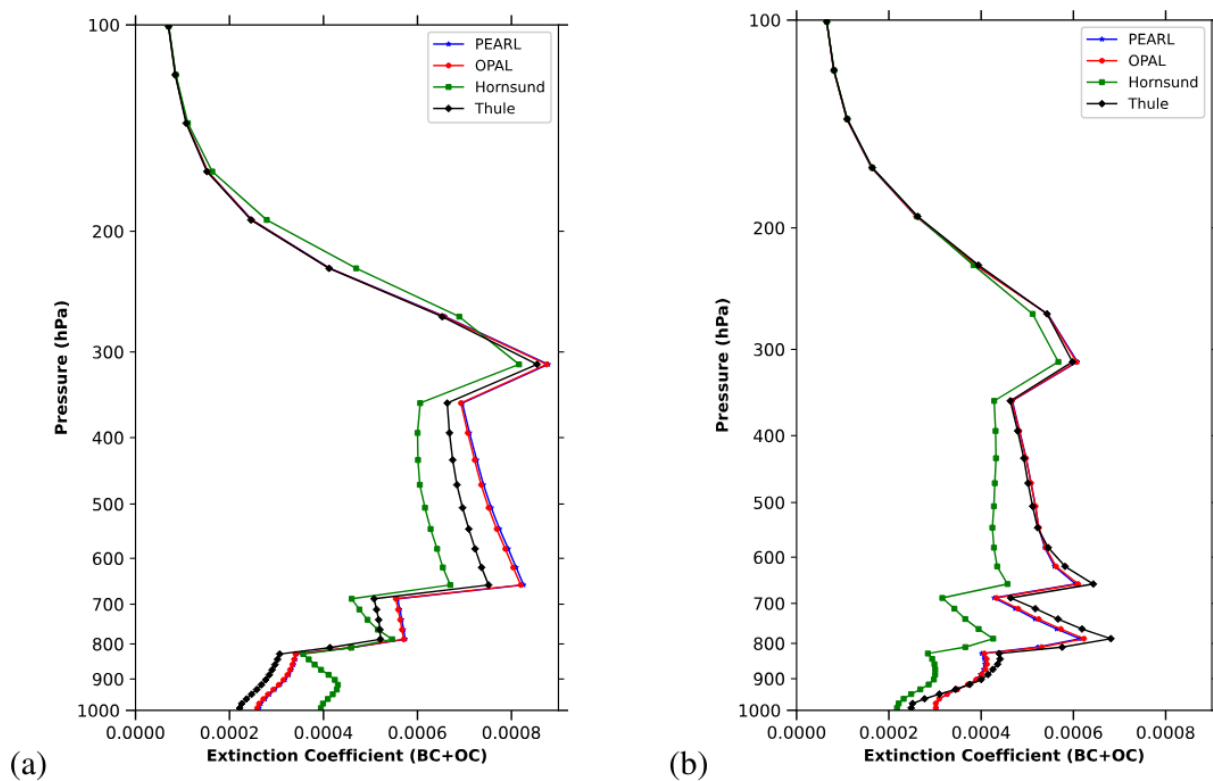 100
200
300
400
500
600
700
800
900
1000
Pressure (hPa)
PEARL
OPAL
Hornsund
Thule
0.0000 0.0002 0.0004 0.0006 0.0008
Extinction Coefficient (BC+OC)
(a)
100
200
300
400
500
600
700
800
900
1000
Pressure (hPa)
PEARL
OPAL
Hornsund
Thule
0.0000 0.0002 0.0004 0.0006 0.0008
Extinction Coefficient (BC+OC)
(b)